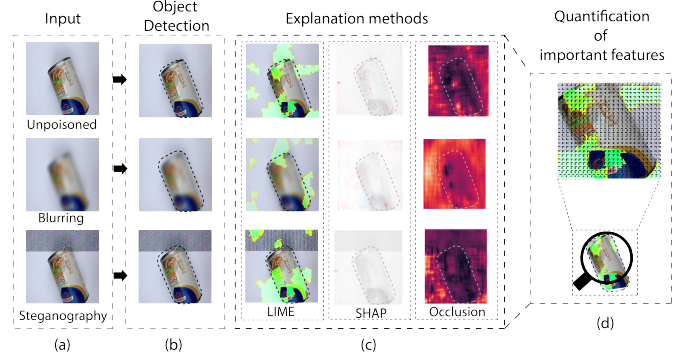 Input
Object
Detection
Explanation methods
Quantification
of
important features
Unpoisoned
Blurring
Steganography
LIME
SHAP
Occlusion
(a)
(b)
(c)
(d)